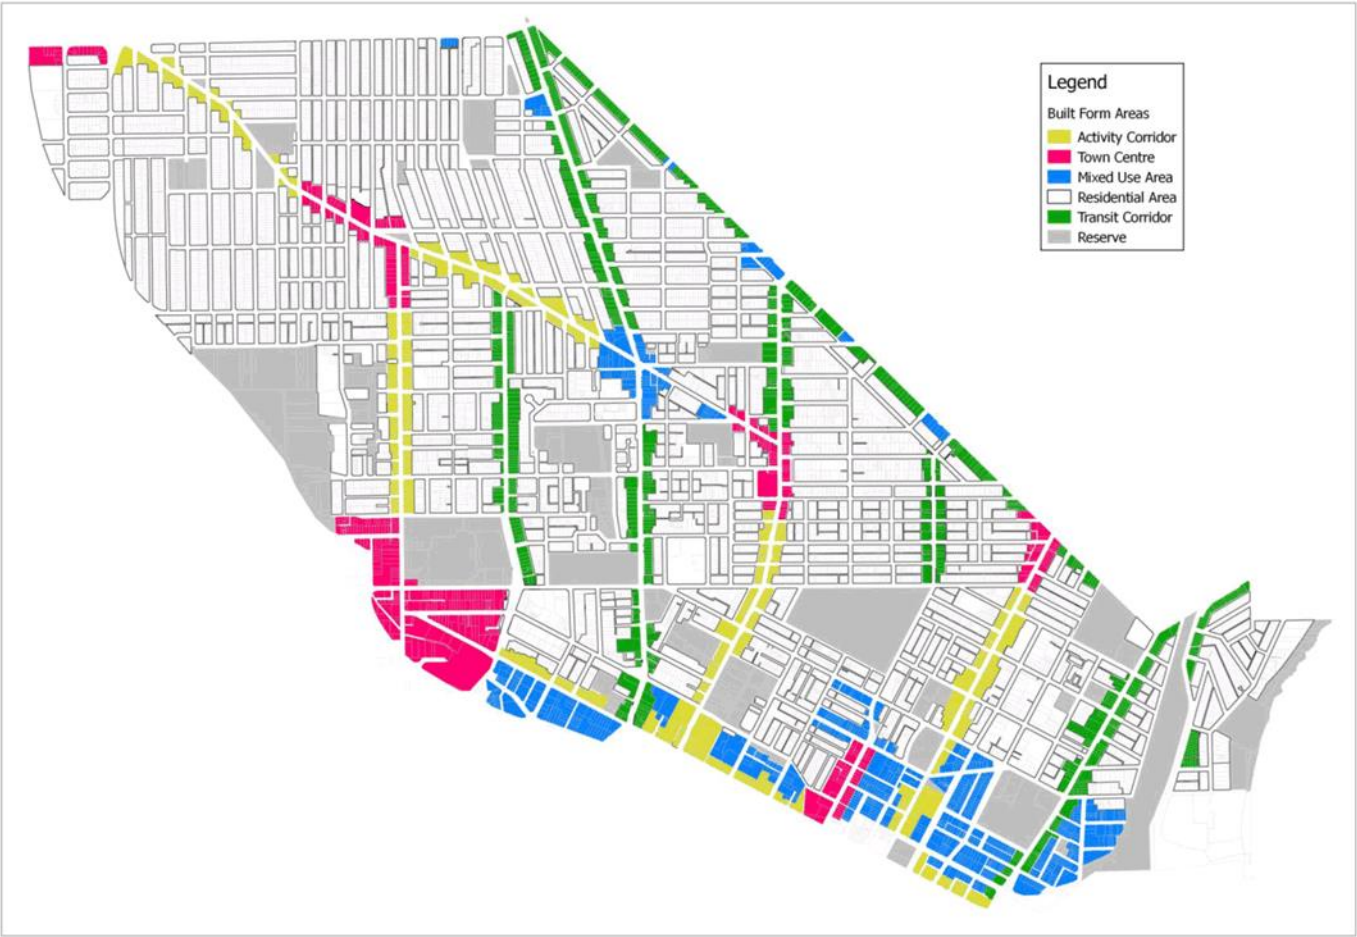 Legend
Built Form Areas
Activity Corridor
Town Centre
Mixed Use Area
Residential Area
Transit Corridor
Reserve